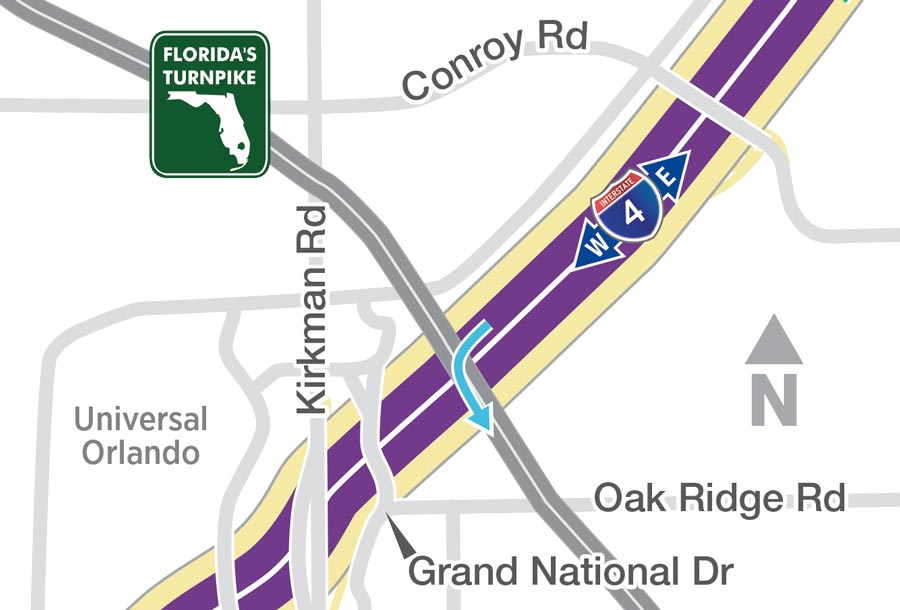 FLORIDA'S
TURNPIKE
Conroy Rd
Kirkman Rd
INTERSTATE
4
E
W
Universal
Orlando
N
Oak Ridge Rd
Grand National Dr